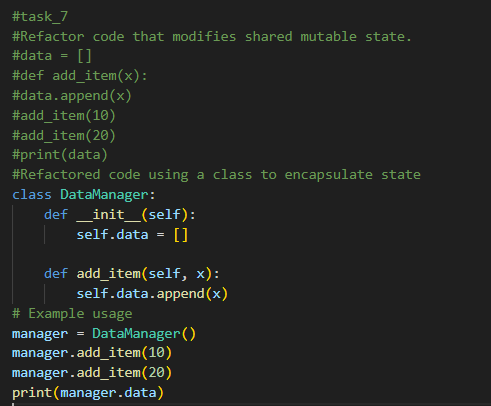 #task_7
#Refactor code that modifies shared mutable state.
#data = []
#def add_item(x):
#data.append(x)
#add_item(10)
#add_item(20)
#print(data)
#Refactored code using a class to encapsulate state
class DataManager:
    def __init__(self):
        self.data = []

    def add_item(self, x):
        self.data.append(x)
# Example usage
manager = DataManager()
manager.add_item(10)
manager.add_item(20)
print(manager.data)